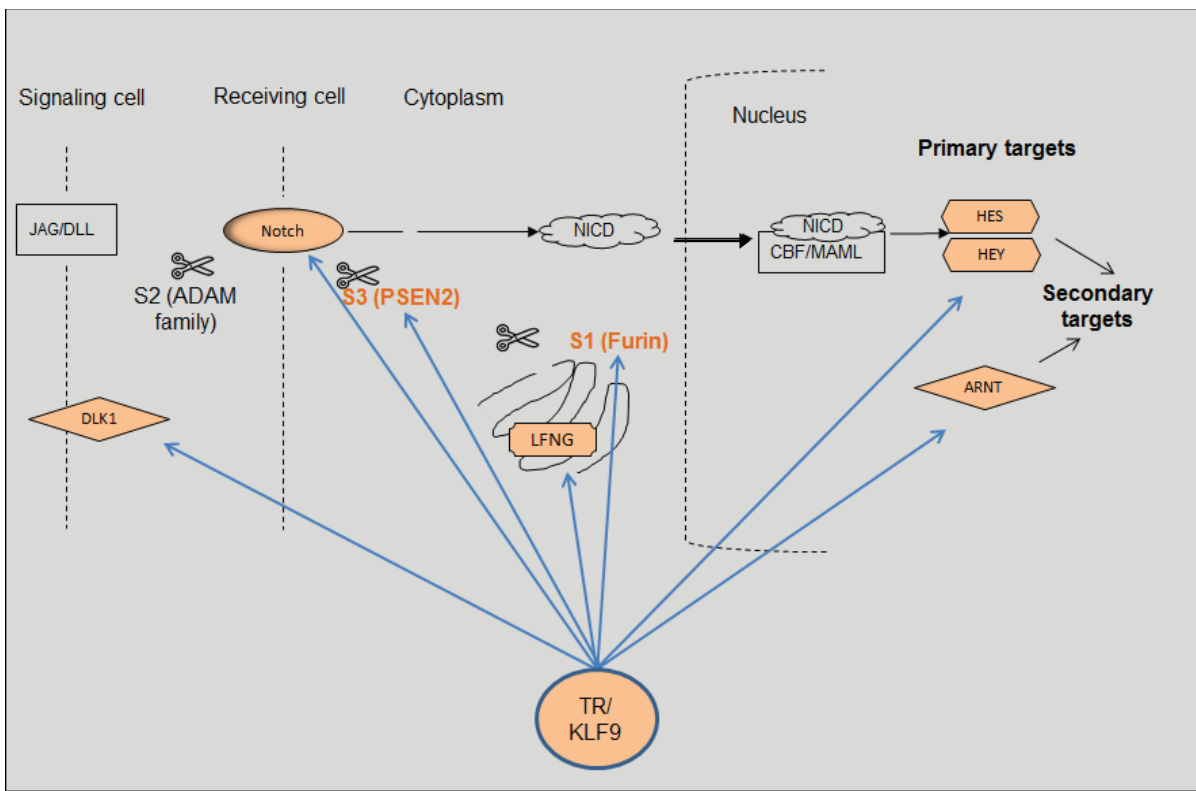 Signaling cell
Receiving cell
Cytoplasm
Nucleus
Primary targets
JAG/DLL
Notch
NICD
NICD
CBF/MAML
HES
HEY
S2 (ADAM
family)
S3 (PSEN2)
S1 (Furin)
Secondary
targets
DLK1
LFNG
ARNT
TR/
KLF9